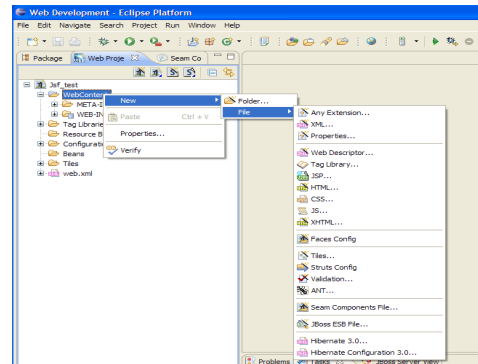 Web Development - Eclipse Platform
File Edit Navigate Search Project Run Window Help
Package Web Proje Seam Co
Jsf_test
WebConten
META-I
WEB-IN
Tag Librarie
Resource B
Configurati
Beans
Tiles
web.xml
New
Paste Ctrl + V
Properties...
Verify
Folder...
File
Any Extension...
XML...
Properties...
Web Descriptor...
Tag Library...
JSP...
HTML...
CSS...
JS...
XHTML...
Faces Config
Tiles...
Struts Config
Validation...
ANT...
Seam Components File...
JBoss ESB File...
Hibernate 3.0...
Hibernate Configuration 3.0...
Problems Tasks JBoss Server View